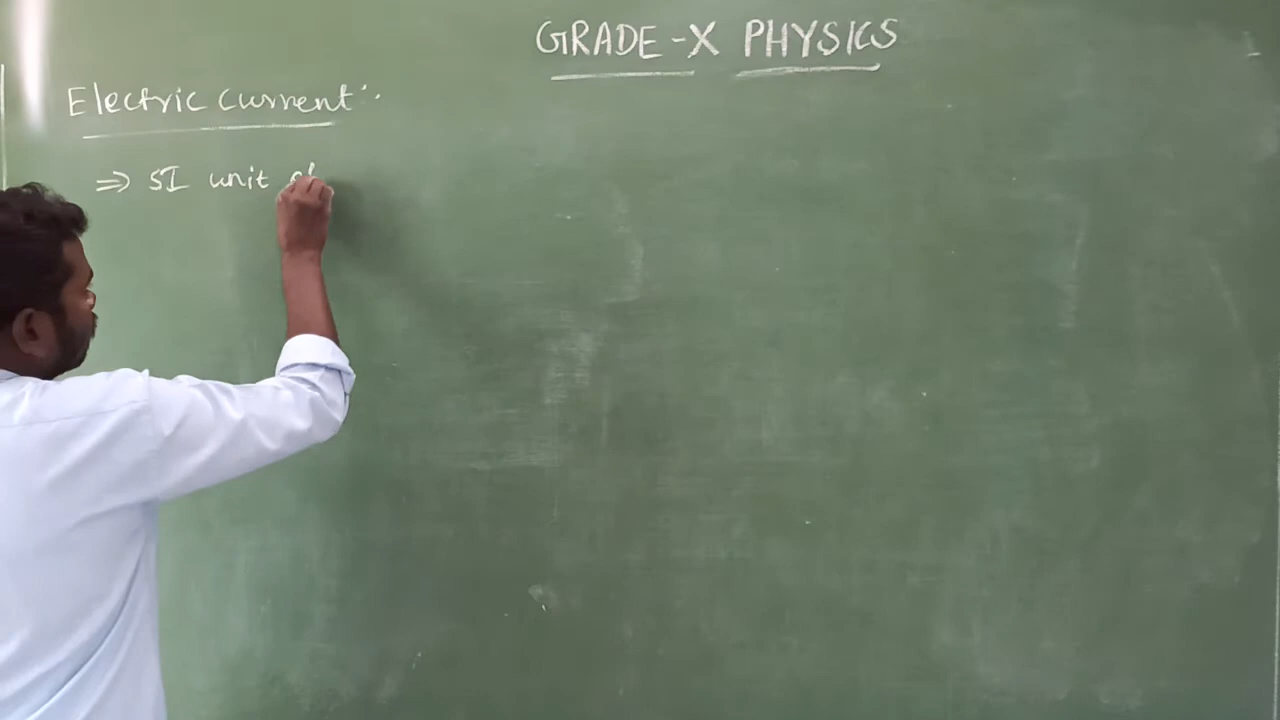 GRADE-X PHYSICS
Electric current:-
⇒ SI unit